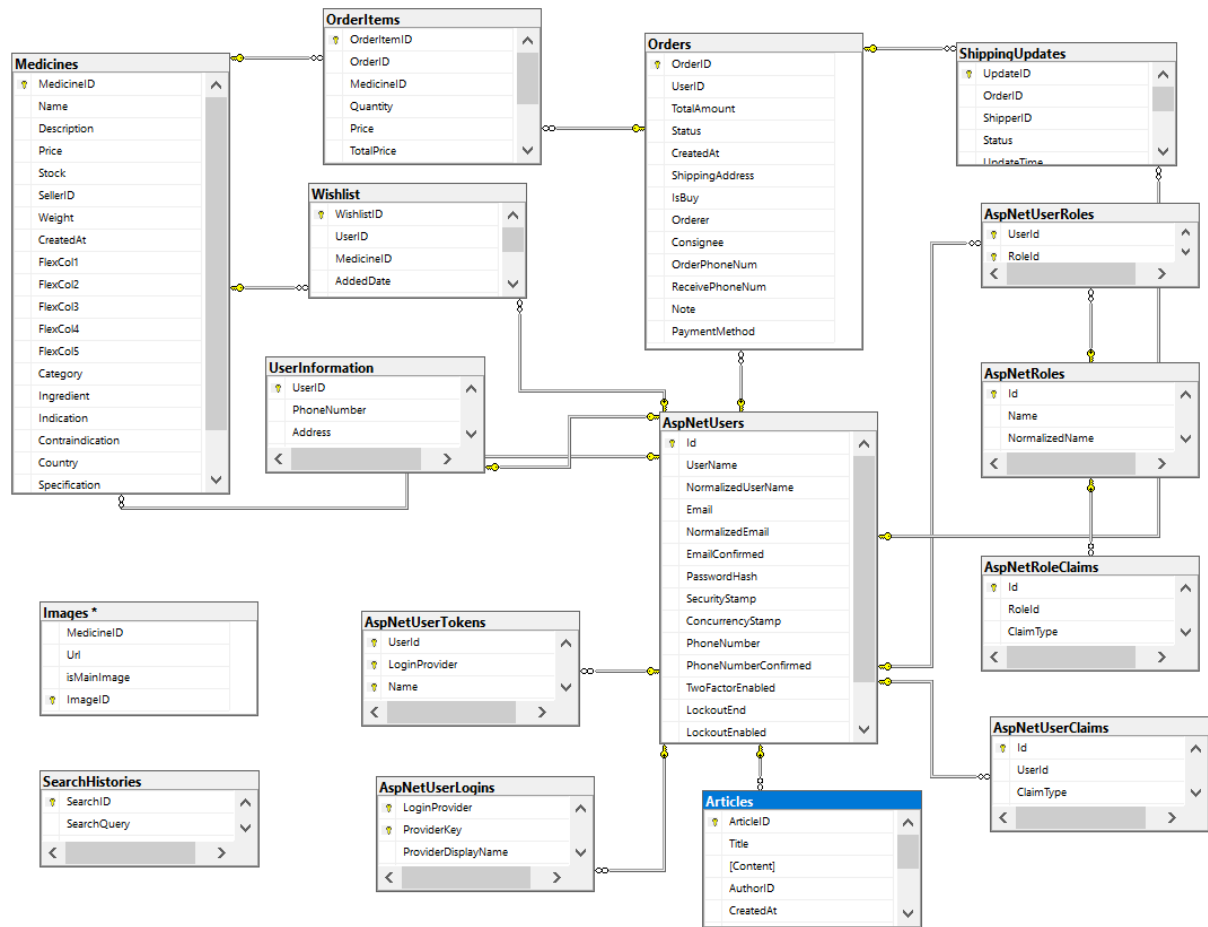 OrderItems
OrderItemID
OrderID
MedicineID
Quantity
Price
TotalPrice
Medicines
MedicineID
Name
Description
Price
Stock
SellerID
Weight
CreatedAt
FlexCol1
FlexCol2
FlexCol3
FlexCol4
FlexCol5
Category
Ingredient
Indication
Contraindication
Country
Specification
Orders
OrderID
UserID
TotalAmount
Status
CreatedAt
ShippingAddress
IsBuy
Orderer
Consignee
OrderPhoneNum
ReceivePhoneNum
Note
PaymentMethod
ShippingUpdates
UpdateID
OrderID
ShipperID
Status
UpdateTime
Wishlist
WishlistID
UserID
MedicineID
AddedDate
AspNetUserRoles
UserId
RoleId
UserInformation
UserID
PhoneNumber
Address
AspNetRoles
Id
Name
NormalizedName
AspNetUsers
Id
UserName
NormalizedUserName
Email
NormalizedEmail
EmailConfirmed
PasswordHash
SecurityStamp
ConcurrencyStamp
PhoneNumber
PhoneNumberConfirmed
TwoFactorEnabled
LockoutEnd
LockoutEnabled
AspNetRoleClaims
Id
RoleId
ClaimType
Images *
MedicineID
Url
isMainImage
ImageID
AspNetUserTokens
UserId
LoginProvider
Name
AspNetUserClaims
Id
UserId
ClaimType
SearchHistories
SearchID
SearchQuery
AspNetUserLogins
LoginProvider
ProviderKey
ProviderDisplayName
Articles
ArticleID
Title
[Content]
AuthorID
CreatedAt